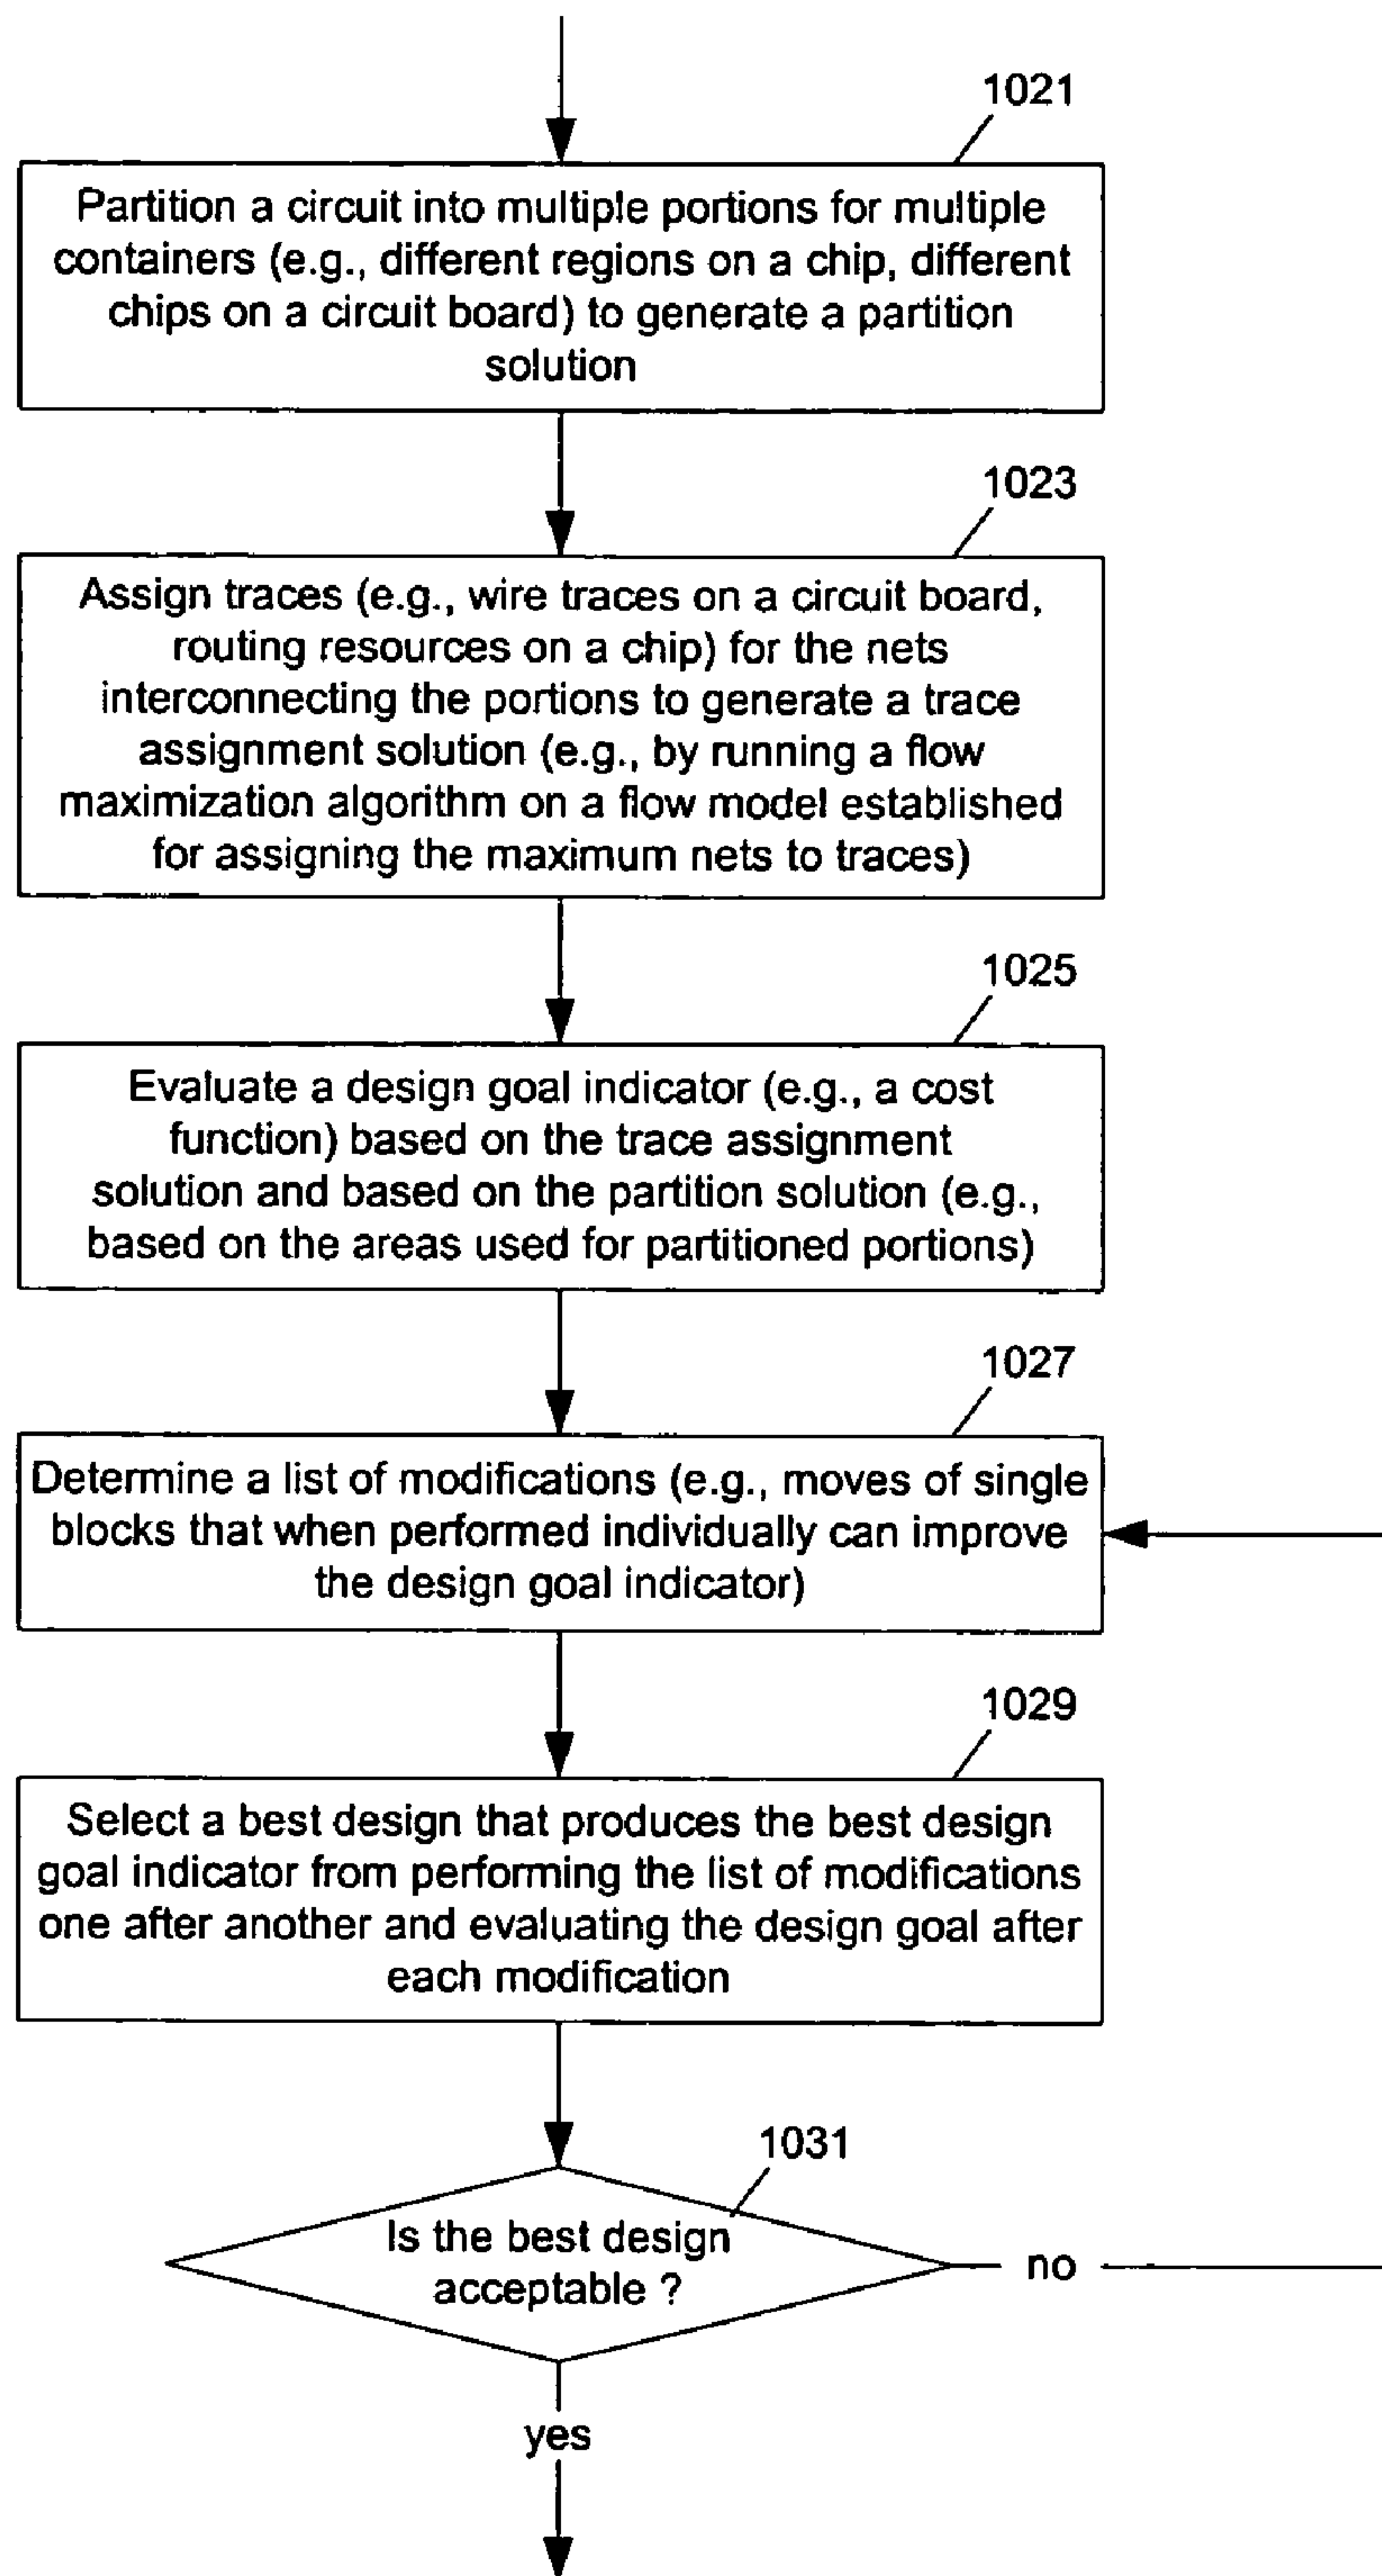 1021
Partition a circuit into multiple portions for multiple
containers (e.g., different regions on a chip, different
chips on a circuit board) to generate a partition
solution
1023
Assign traces (e.g., wire traces on a circuit board,
routing resources on a chip) for the nets
interconnecting the portions to generate a trace
assignment solution (e.g., by running a flow
maximization algorithm on a flow model established
for assigning the maximum nets to traces)
1025
Evaluate a design goal indicator (e.g., a cost
function) based on the trace assignment
solution and based on the partition solution (e.g.,
based on the areas used for partitioned portions)
1027
Determine a list of modifications (e.g., moves of single
blocks that when performed individually can improve
the design goal indicator)
1029
Select a best design that produces the best design
goal indicator from performing the list of modifications
one after another and evaluating the design goal after
each modification
1031
Is the best design
acceptable ?
no
yes